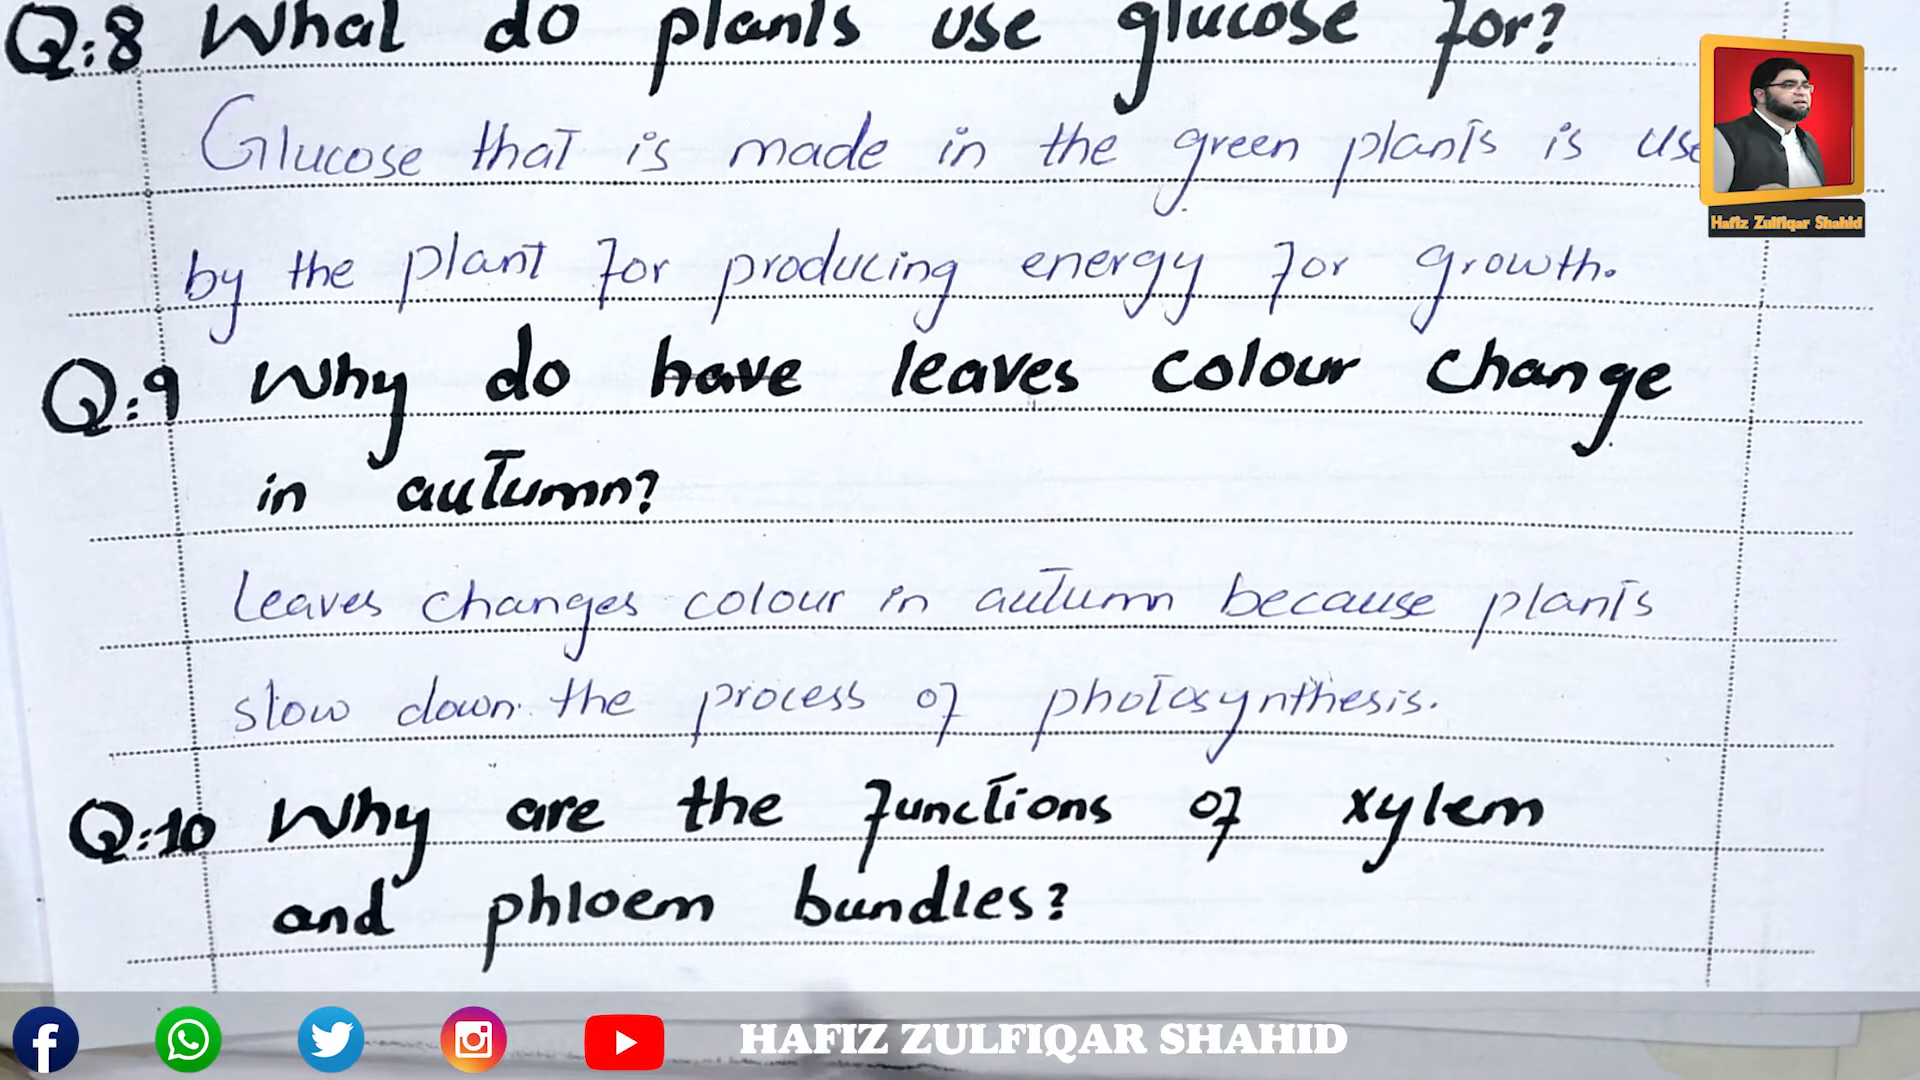 Q:8 What do plants use glucose for?
Glucose that is made in the green plants is
by the plant for producing energy for growth.
Q:9 Why do have leaves colour change
in autumn?
Leaves changes colour in autumn because plants
slow down the process of photosynthesis.
Q:10 Why are the functions of xylem
and phloem bundles?
Hafiz Zulfiqar Shahid
HAFIZ ZULFIQAR SHAHID